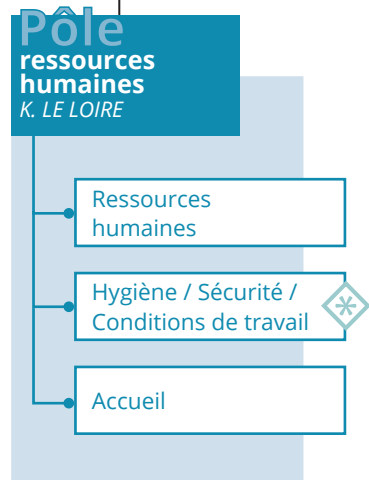 Pôle
ressources
humaines
K. LE LOIRE
Ressources
humaines
Hygiène / Sécurité /
Conditions de travail
Accueil